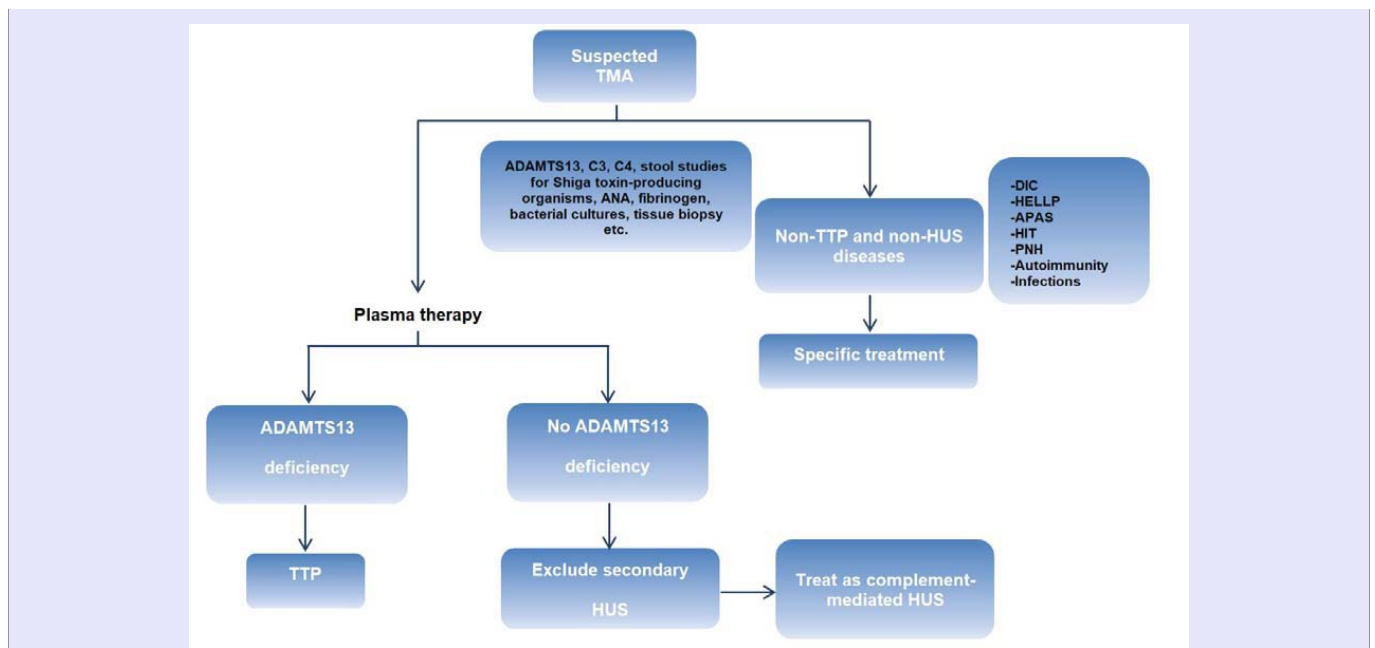 Suspected
TMA
ADAMTS13, C3, C4, stool studies
for Shiga toxin-producing
organisms, ANA, fibrinogen,
bacterial cultures, tissue biopsy
etc.
Non-TTP and non-HUS
diseases
-DIC
-HELLP
-APAS
-HIT
-PNH
-Autoimmunity
-Infections
Plasma therapy
Specific treatment
ADAMTS13
deficiency
No ADAMTS13
deficiency
TTP
Exclude secondary
HUS
Treat as complement-
mediated HUS